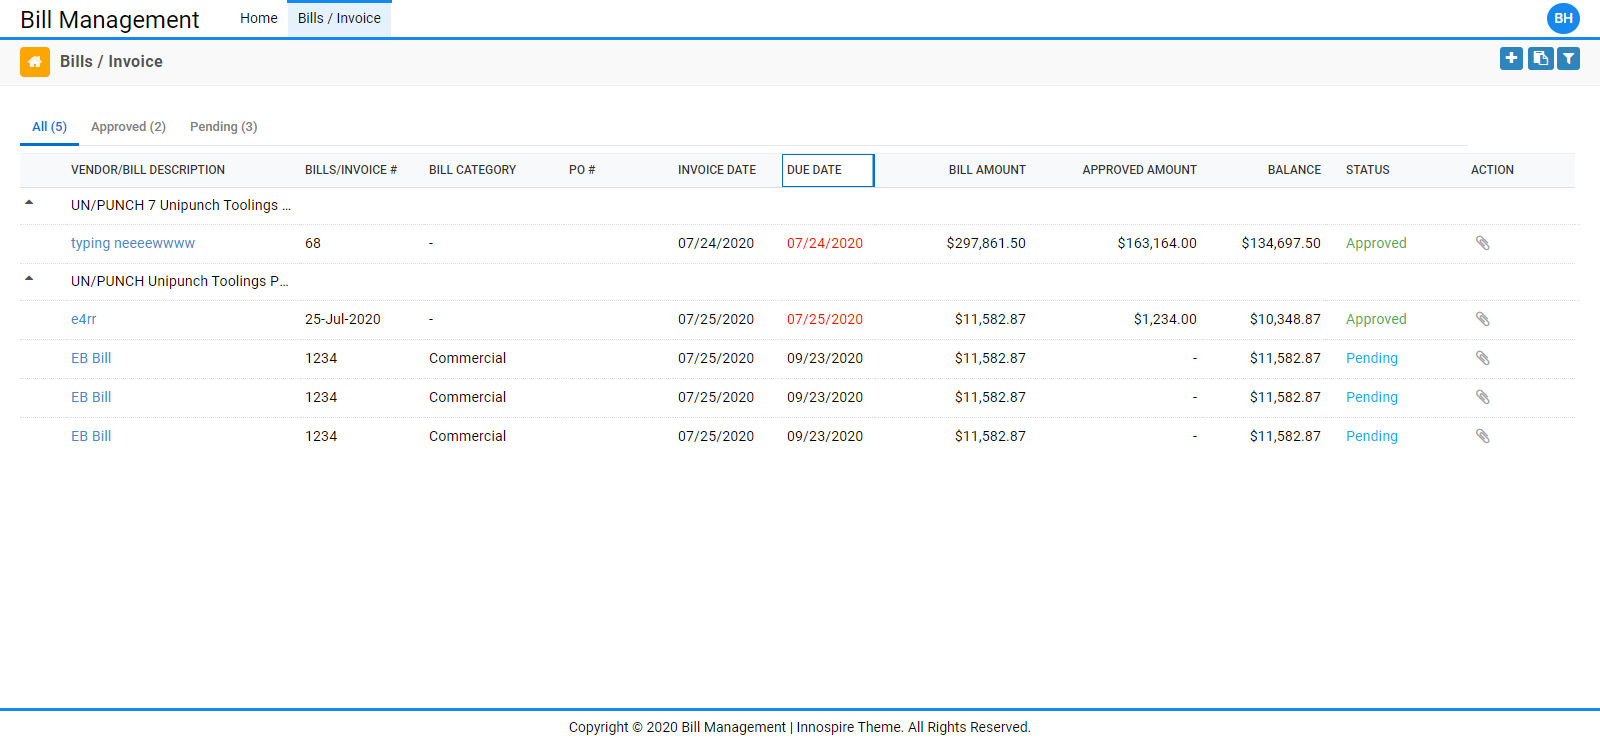 Bill Management Home Bills / Invoice BH
Bills / Invoice
All (5) Approved (2) Pending (3)
VENDOR/BILL DESCRIPTION BILLS/INVOICE # BILL CATEGORY PO # INVOICE DATE DUE DATE BILL AMOUNT APPROVED AMOUNT BALANCE STATUS ACTION
UN/PUNCH 7 Unipunch Toolings ...
typing neeeewwww 68 - 07/24/2020 07/24/2020 $297,861.50 $163,164.00 $134,697.50 Approved
UN/PUNCH Unipunch Toolings P...
e4rr 25-Jul-2020 - 07/25/2020 07/25/2020 $11,582.87 $1,234.00 $10,348.87 Approved
EB Bill 1234 Commercial 07/25/2020 09/23/2020 $11,582.87 - $11,582.87 Pending
EB Bill 1234 Commercial 07/25/2020 09/23/2020 $11,582.87 - $11,582.87 Pending
EB Bill 1234 Commercial 07/25/2020 09/23/2020 $11,582.87 - $11,582.87 Pending
Copyright © 2020 Bill Management | Innospire Theme. All Rights Reserved.